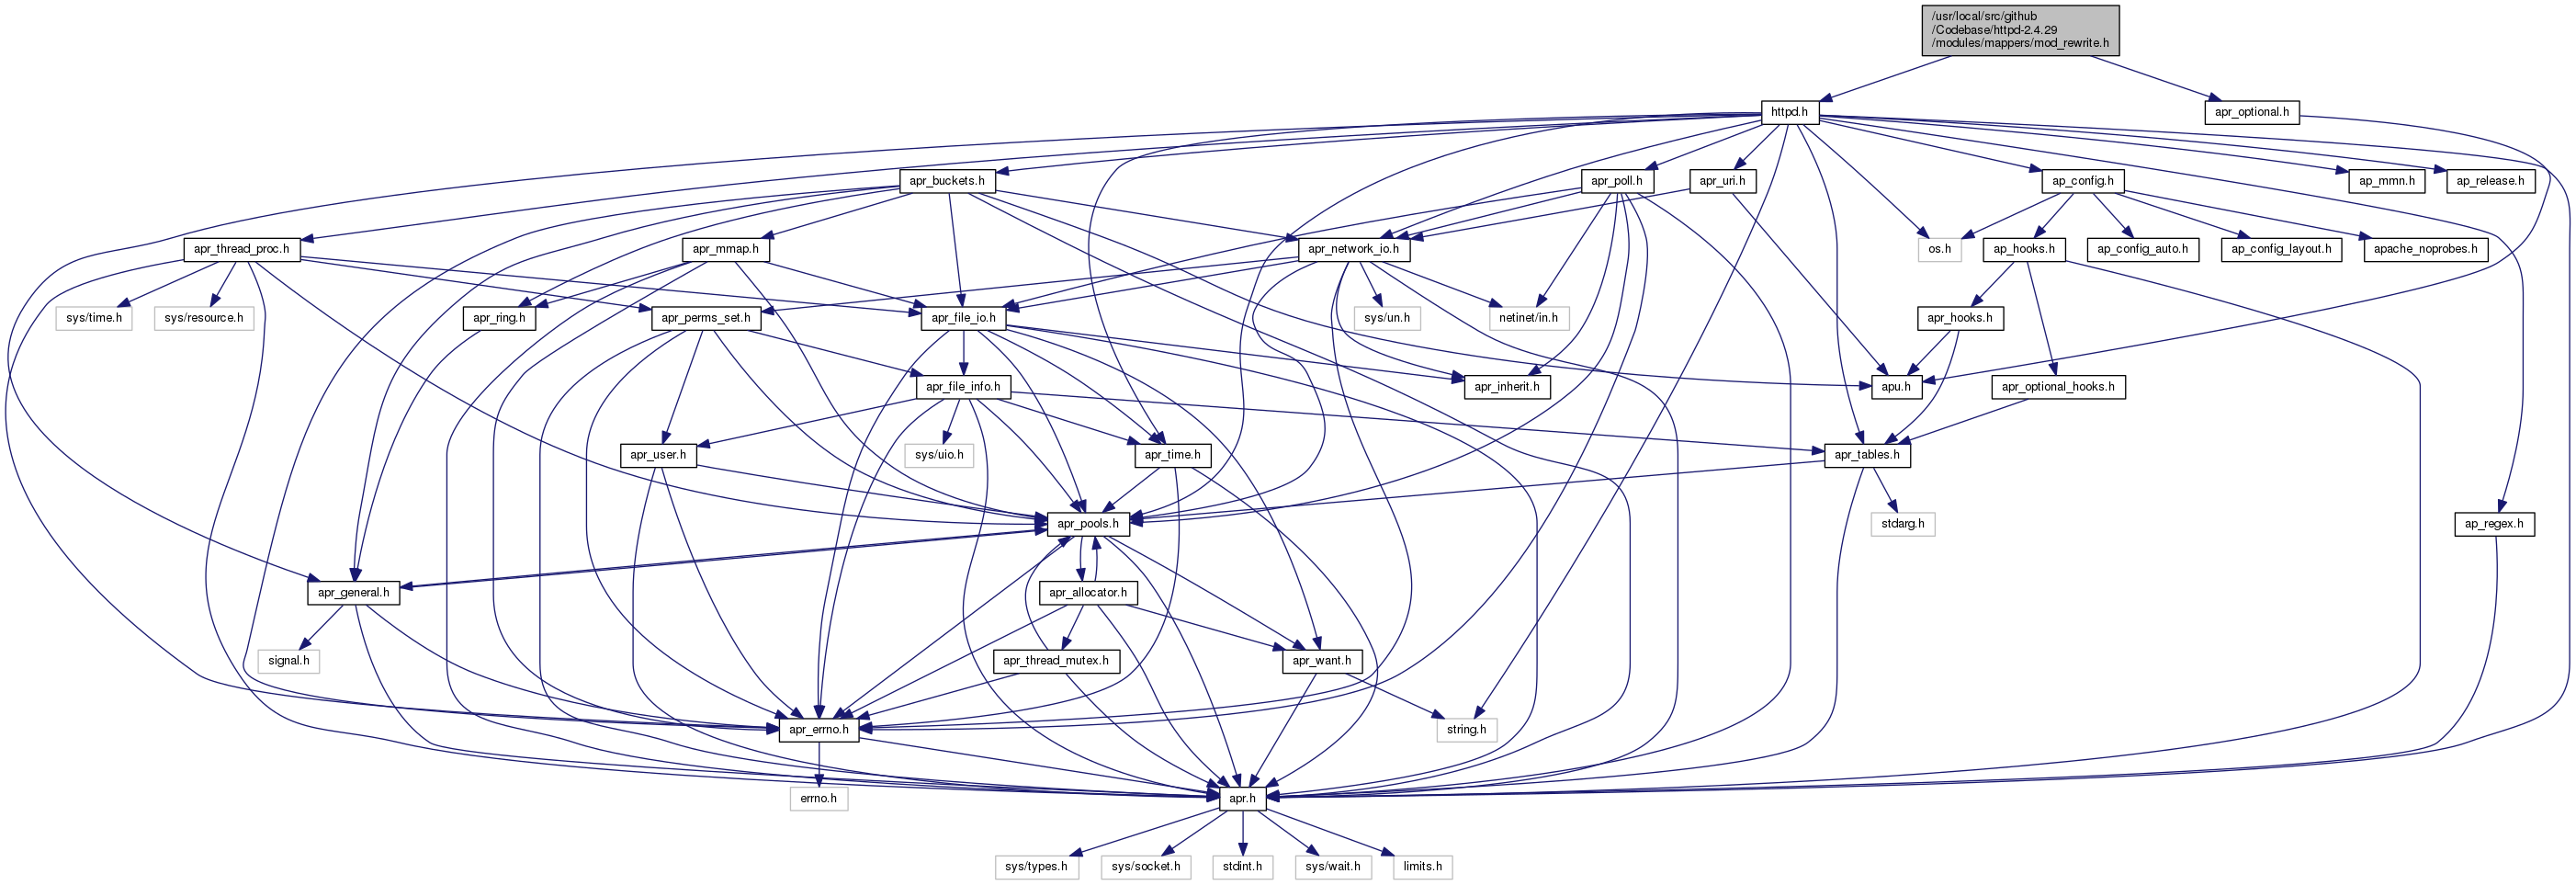 /usr/local/src/github
/Codebase/httpd-2.4.29
/modules/mappers/mod_rewrite.h
httpd.h
apr_optional.h
apr_buckets.h
apr_poll.h
apr_uri.h
ap_config.h
ap_mmn.h
ap_release.h
apr_thread_proc.h
apr_mmap.h
apr_network_io.h
os.h
ap_hooks.h
ap_config_auto.h
ap_config_layout.h
apache_noprobes.h
sys/time.h
sys/resource.h
apr_ring.h
apr_perms_set.h
apr_file_io.h
sys/un.h
netinet/in.h
apr_hooks.h
apr_file_info.h
apr_inherit.h
apu.h
apr_optional_hooks.h
apr_user.h
sys/uio.h
apr_time.h
apr_tables.h
apr_pools.h
stdarg.h
ap_regex.h
apr_general.h
apr_allocator.h
signal.h
apr_thread_mutex.h
apr_want.h
apr_errno.h
string.h
errno.h
apr.h
sys/types.h
sys/socket.h
stdint.h
sys/wait.h
limits.h